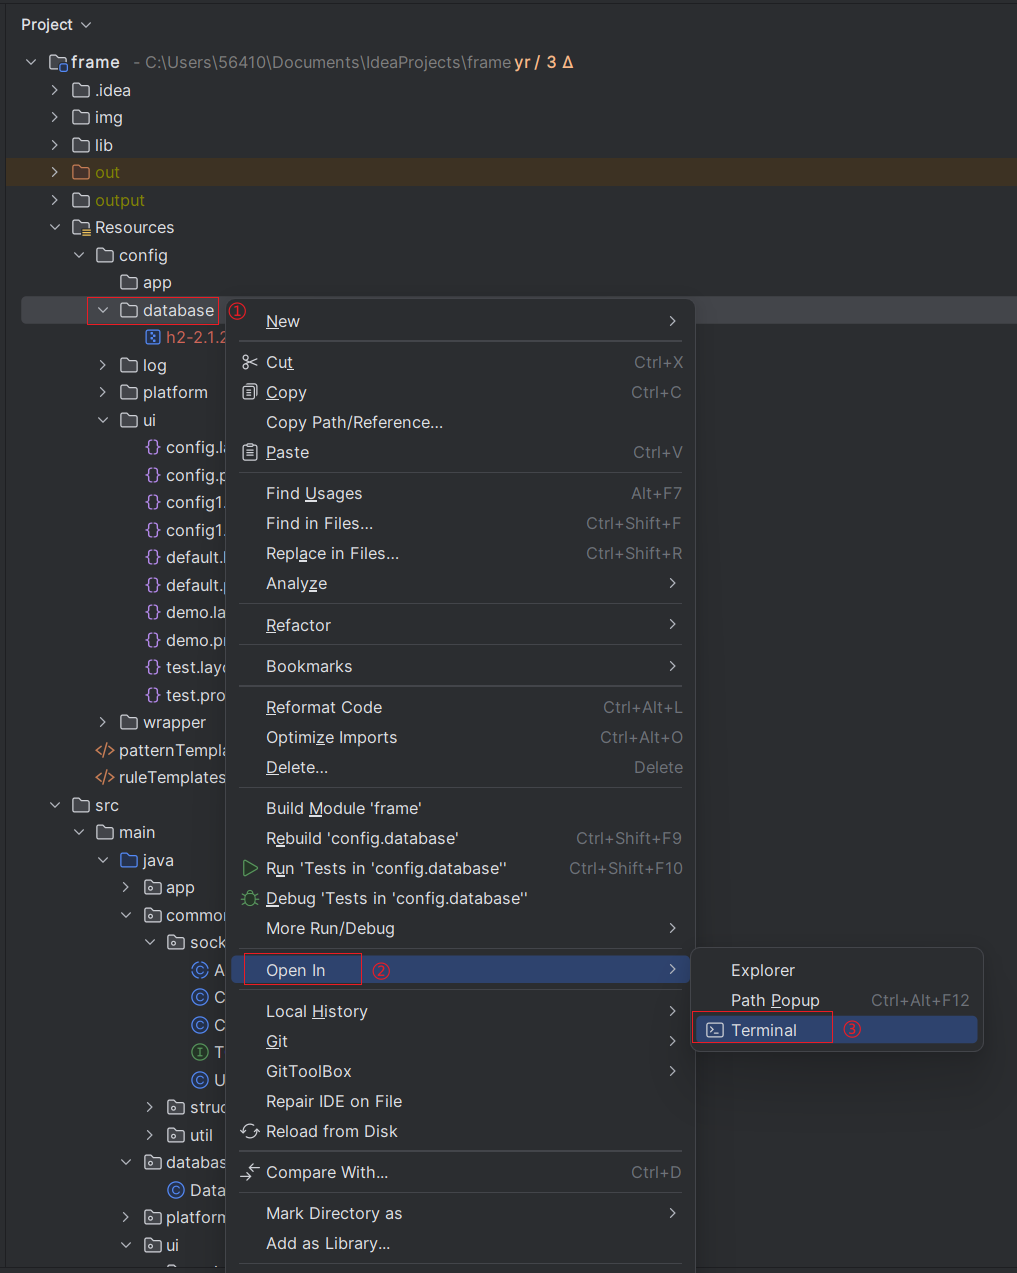 Project
frame - C:\Users\56410\Documents\IdeaProjects\frame yr / 3 Δ
.idea
img
lib
out
output
Resources
config
app
database ①
h2-2.1.2
log
platform
ui
config.la
config.p
config1.
config1.
default.l
default.p
demo.la
demo.pr
test.layo
test.pro
wrapper
patternTempla
ruleTemplates
src
main
java
app
common
sock
A
C
C
T
U
struc
util
databas
Data
platform
ui
New
Cut Ctrl+X
Copy Ctrl+C
Copy Path/Reference...
Paste Ctrl+V
Find Usages Alt+F7
Find in Files... Ctrl+Shift+F
Replace in Files... Ctrl+Shift+R
Analyze
Refactor
Bookmarks
Reformat Code Ctrl+Alt+L
Optimize Imports Ctrl+Alt+O
Delete... Delete
Build Module 'frame'
Rebuild 'config.database' Ctrl+Shift+F9
Run 'Tests in 'config.database'' Ctrl+Shift+F10
Debug 'Tests in 'config.database''
More Run/Debug
Open In ②
Local History
Git
GitToolBox
Repair IDE on File
Reload from Disk
Compare With... Ctrl+D
Mark Directory as
Add as Library...
Explorer
Path Popup Ctrl+Alt+F12
Terminal ③